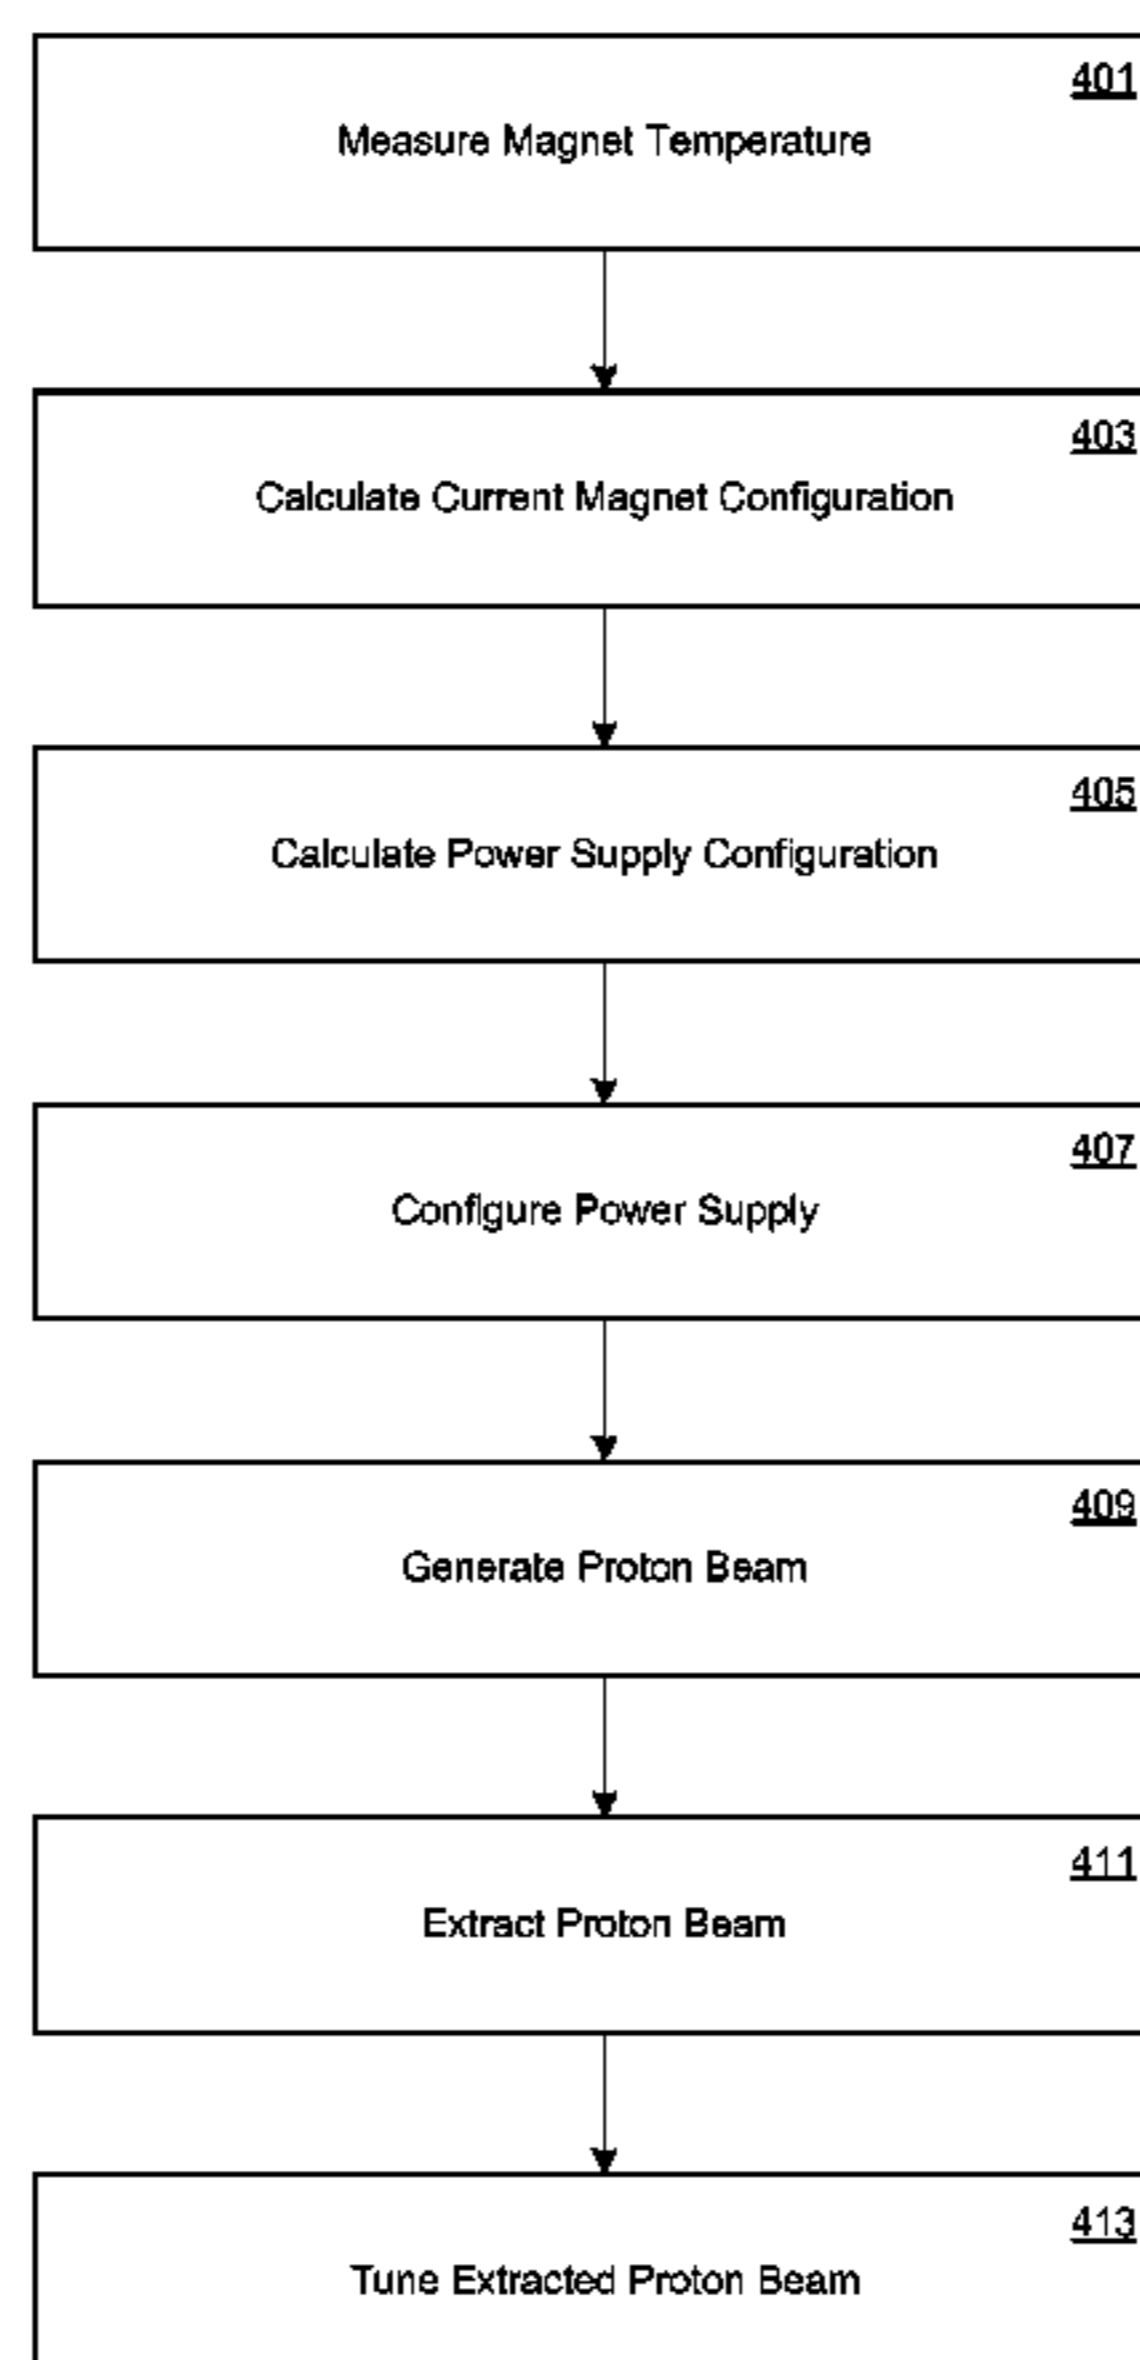 401
Measure Magnet Temperature
403
Calculate Current Magnet Configuration
405
Calculate Power Supply Configuration
407
Configure Power Supply
409
Generate Proton Beam
411
Extract Proton Beam
413
Tune Extracted Proton Beam